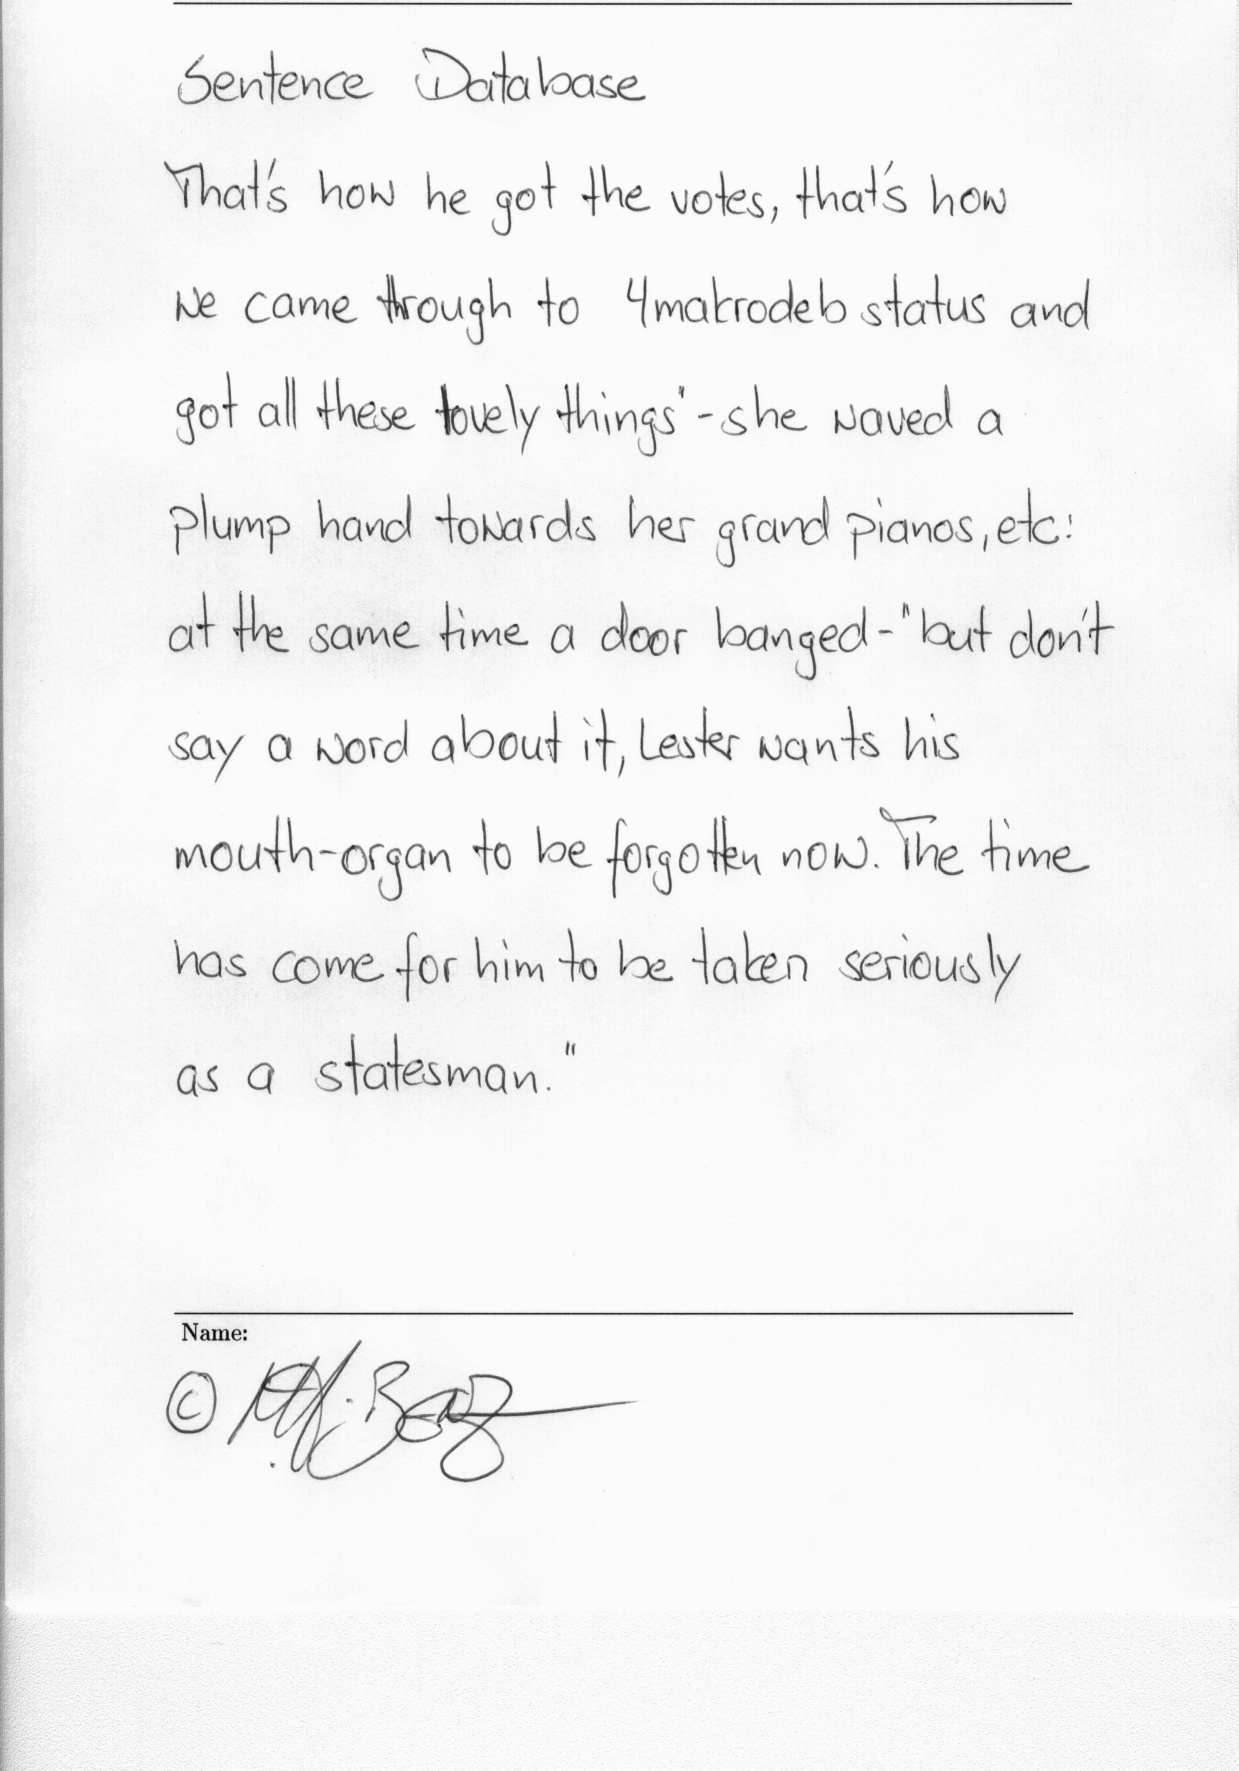 Sentence Database
That's how he got the votes, that's how
we came through to 4makrodeb status and
got all these lovely things"-she waved a
plump hand towards her grand pianos, etc:
at the same time a door banged-"but don't
say a word about it, Lester wants his
mouth-organ to be forgotten now. The time
has come for him to be taken seriously
as a statesman."
Name:
©